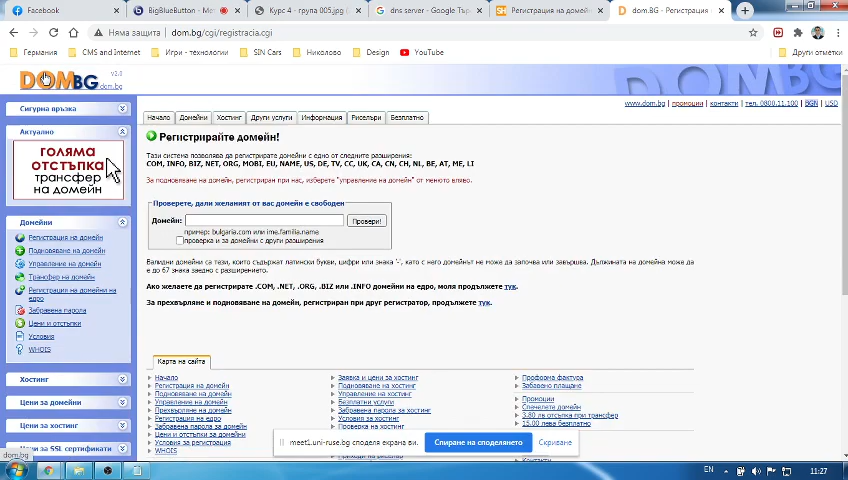 Facebook
BigBlueButton - Me
Курс 4 - група 005.jpg (
dns server - Google Тър
Регистрация на домейн
dom.BG - Регистрация
Няма защита
dom.bg/cgi/registracia.cgi
Германия
CMS and Internet
Игри - технологии
SIN Cars
Николово
Design
YouTube
Други отметки
DOMBG
v2.0
dom.bg
www.dom.bg | промоции | контакти | тел. 0800.11.100 | BGN | USD
Сигурна връзка
Актуално
ГОЛЯМА
ОТСТЪПКА
трансфер
на домейн
Домейни
Регистрация на домейн
Подновяване на домейн
Управление на домейн
Трансфер на домейн
Регистрация на домейни на
едро
Забравена парола
Цени и отстъпки
Условия
WHOIS
Хостинг
Цени за домейни
Цени за хостинг
Цени за SSL сертификати
Начало
Домейни
Хостинг
Други услуги
Информация
Риселъри
Безплатно
Регистрирайте домейн!
Тази система позволява да регистрирате домейни с едно от следните разширения:
COM, INFO, BIZ, NET, ORG, MOBI, EU, NAME, US, DE, TV, CC, UK, CA, CN, CH, NL, BE, AT, ME, LI
За подновяване на домейн, регистриран при нас, изберете "управление на домейн" от менюто вляво.
Проверете, дали желаният от вас домейн е свободен
Домейн:
Провери!
пример: bulgaria.com или ime.familia.name
проверка и за домейни с други разширения
Валидни домейни са тези, които съдържат латински букви, цифри или знака '-', като с него домейнът не може да започва или завършва. Дължината на домейна може да
е до 67 знака заедно с разширението.
Ако желаете да регистрирате .COM, .NET, .ORG, .BIZ или .INFO домейни на едро, моля продължете тук.
За прехвърляне и подновяване на домейн, регистриран при друг регистратор, продължете тук.
Карта на сайта
Начало
Регистрация на домейн
Подновяване на домейн
Управление на домейн
Прехвърляне на домейн
Регистрация на едро
Забравена парола за домейн
Цени и отстъпки за домейни
Условия за регистрация
WHOIS
Заявка и цени за хостинг
Подновяване на хостинг
Управление на хостинг
Безплатни услуги
Забравена парола за хостинг
Условия за хостинг
Проформа фактура
Забавено плащане
Промоции
Спечелете домейн
3.80 лв.отстъпка при трансфер
15.00 лева безплатно
Контакти
meet1.uni-ruse.bg споделя екрана ви.
Спиране на споделянето
Скриване
dom.bg
EN
11:27